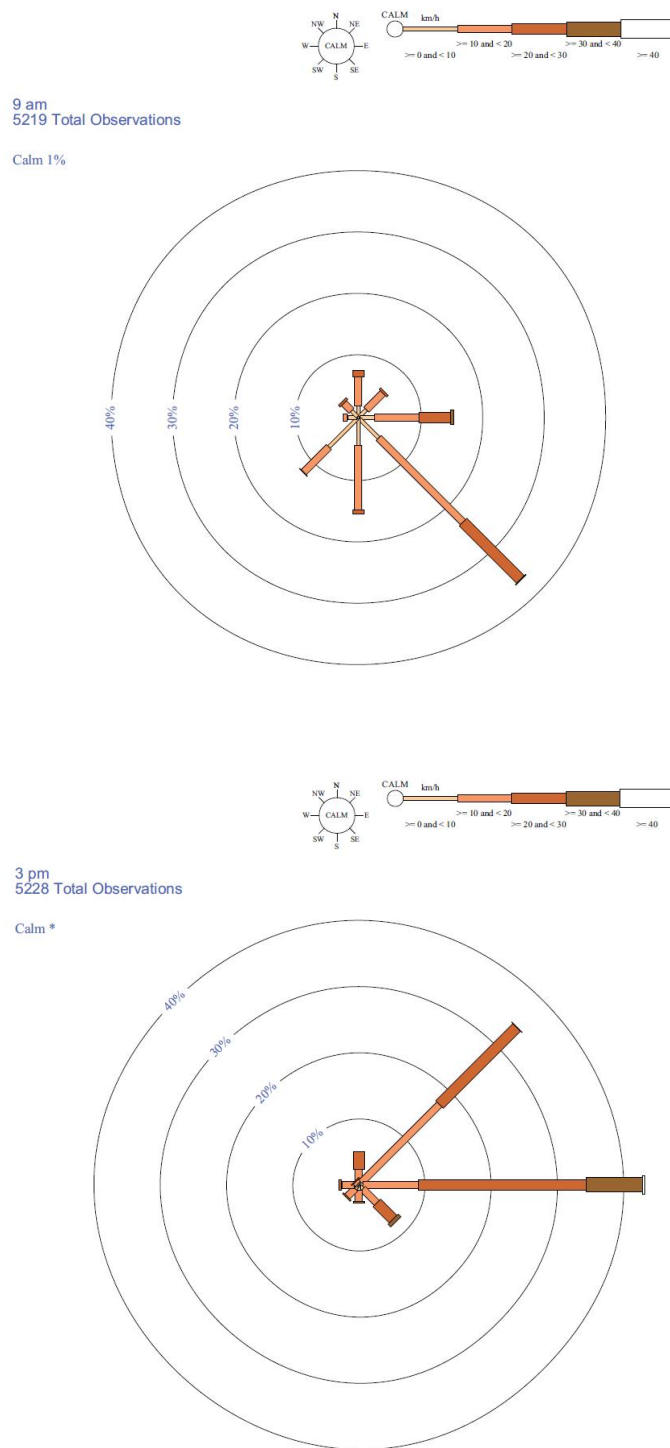 N
NW NE
W CALM E
SW SE
S
CALM km/h
>= 10 and < 20 >= 30 and < 40
>= 0 and < 10 >= 20 and < 30 >= 40
9 am
5219 Total Observations
Calm 1%
40% 30% 20% 10%
N
NW NE
W CALM E
SW SE
S
CALM km/h
>= 10 and < 20 >= 30 and < 40
>= 0 and < 10 >= 20 and < 30 >= 40
3 pm
5228 Total Observations
Calm *
40%
30%
20%
10%